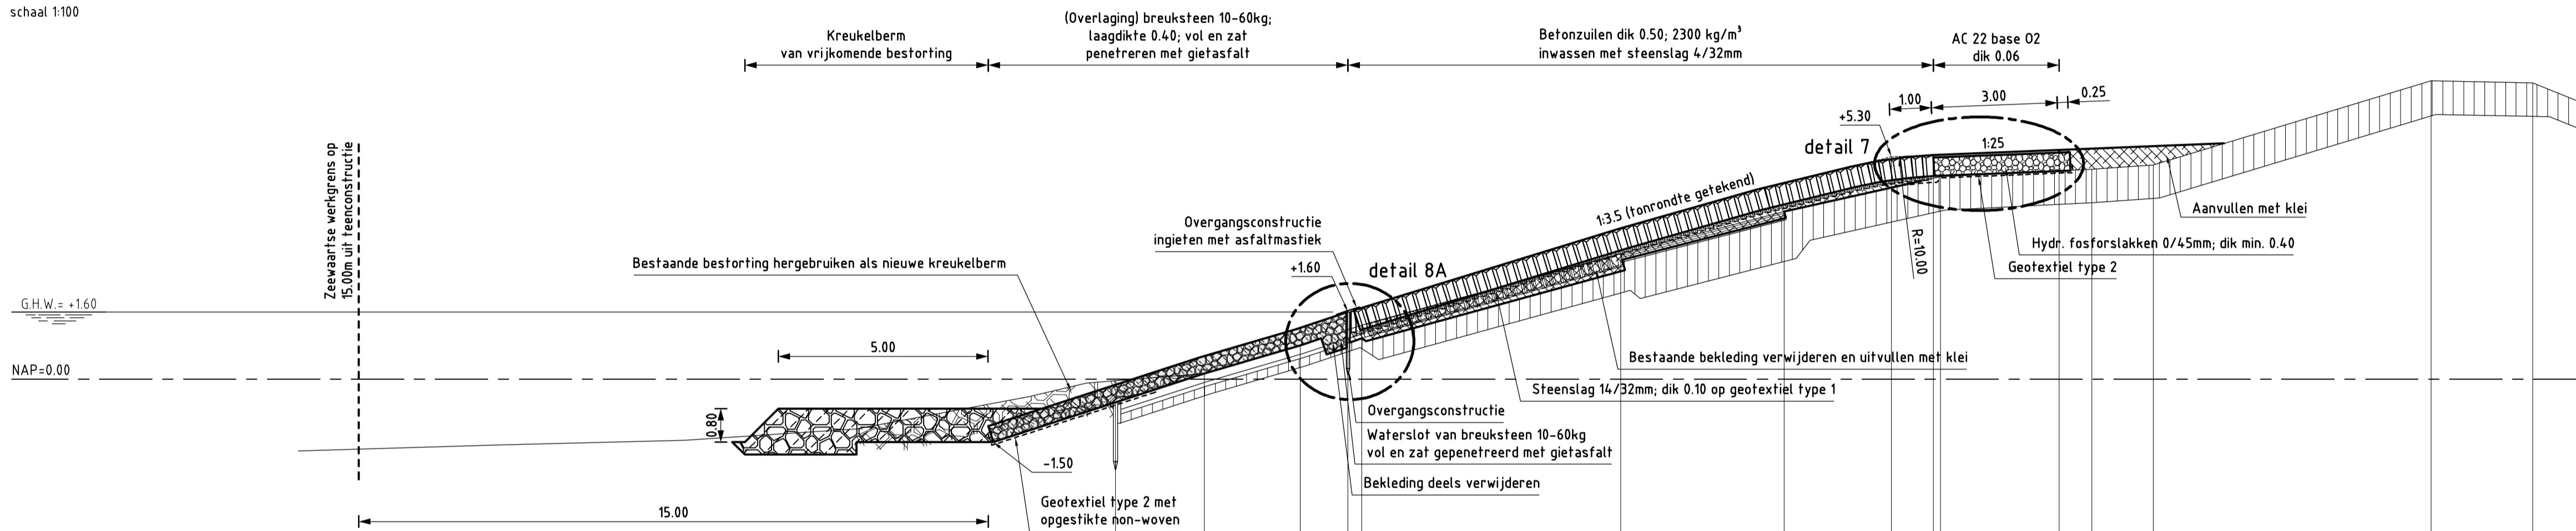 schaal 1:100
Kreukelberm
van vrijkomende bestorting
(Overlaging) breuksteen 10-60kg;
laagdikte 0.40; vol en zat
penetreren met gietasfalt
Betonzuilen dik 0.50; 2300 kg/m³
inwassen met steenslag 4/32mm
AC 22 base O2
dik 0.06
1.00
3.00
0.25
+5.30
detail 7
1:25
Zeewaartse werkgrens op
15.00m uit teenconstructie
1:3.5 (tonrondte getekend)
Aanvullen met klei
Overgangsconstructie
ingieten met asfaltmastiek
R=10.00
Hydr. fosforslakken 0/45mm; dik min. 0.40
Geotextiel type 2
Bestaande bestorting hergebruiken als nieuwe kreukelberm
+1.60
detail 8A
G.H.W.= +1.60
5.00
Bestaande bekleding verwijderen en uitvullen met klei
NAP=0.00
Steenslag 14/32mm; dik 0.10 op geotextiel type 1
0.80
Overgangsconstructie
Waterslot van breuksteen 10-60kg
vol en zat gepenetreerd met gietasfalt
-1.50
Bekleding deels verwijderen
Geotextiel type 2 met
opgestikte non-woven
15.00